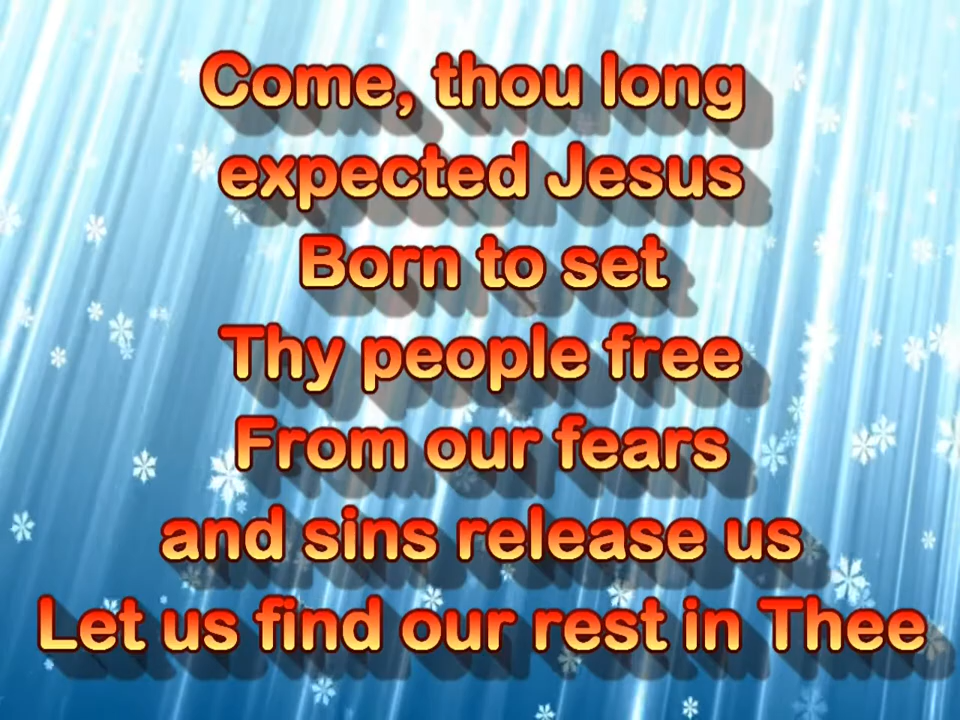 Come, thou long
expected Jesus
Born to set
Thy people free
From our fears
and sins release us
Let us find our rest in Thee